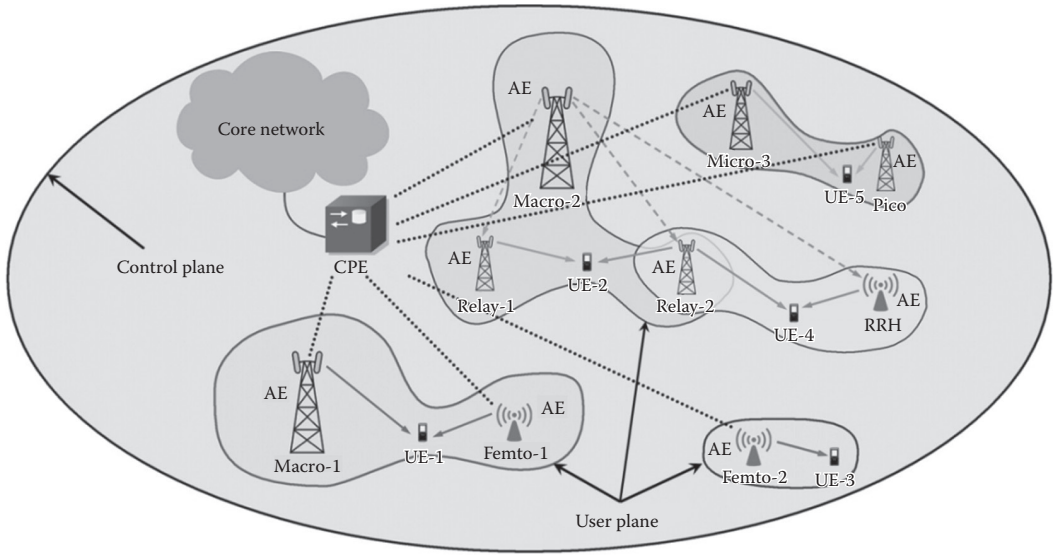 Core network
AE
Macro-2
AE
Micro-3
AE
UE-5
Pico
Control plane
CPE
AE
Relay-1
UE-2
AE
Relay-2
UE-4
AE
RRH
AE
Macro-1
UE-1
AE
Femto-1
AE
Femto-2
UE-3
User plane